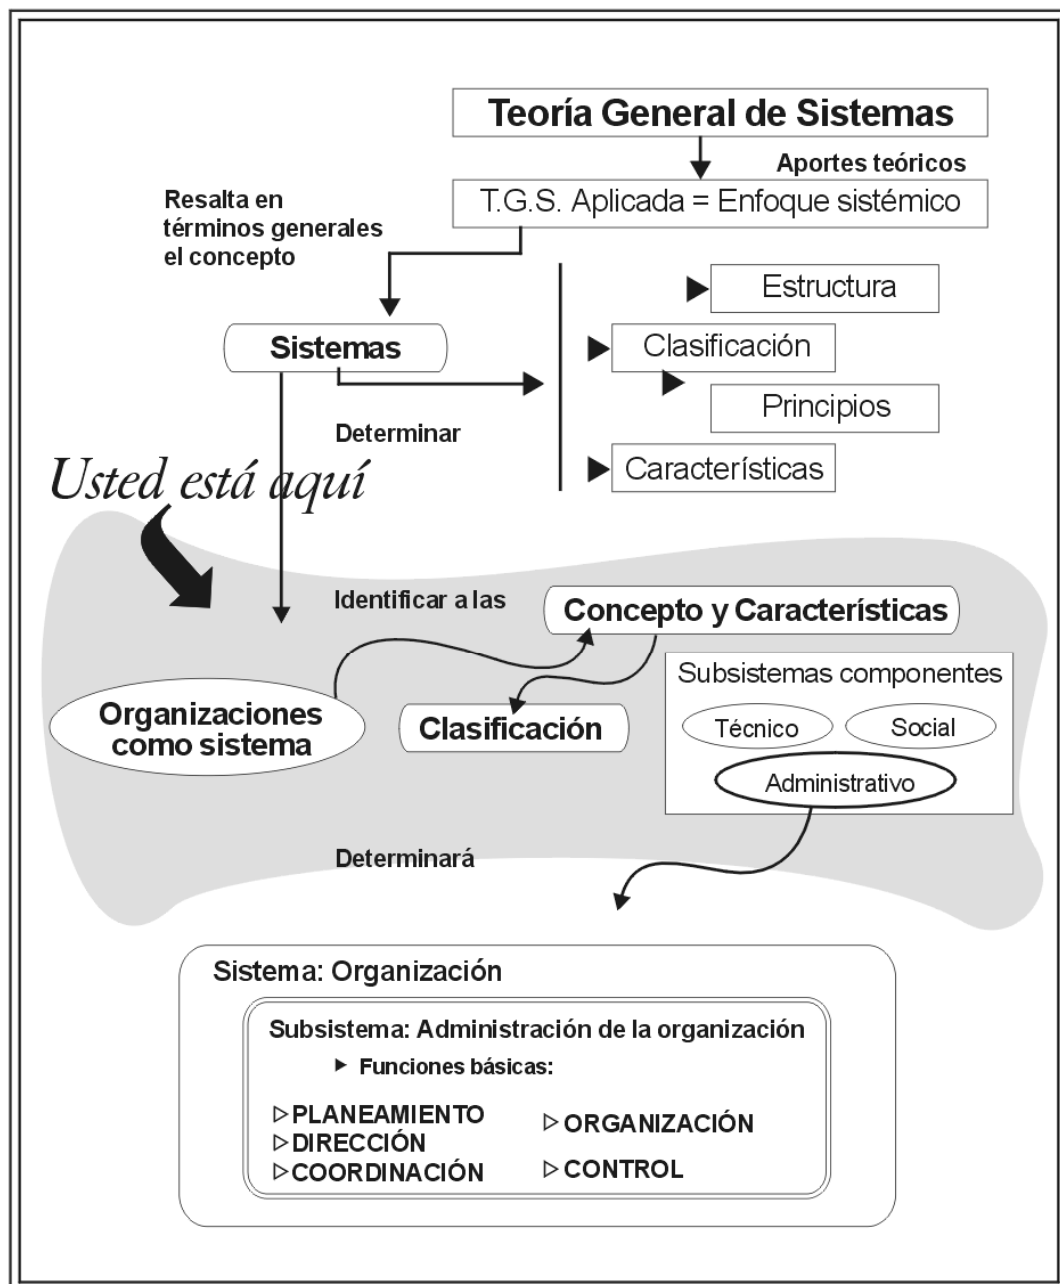 Teoría General de Sistemas
Aportes teóricos
T.G.S. Aplicada = Enfoque sistémico
Resalta en
términos generales
el concepto
Estructura
Sistemas
Clasificación
Principios
Determinar
Características
Usted está aquí
Identificar a las
Concepto y Características
Subsistemas componentes
Organizaciones
como sistema
Clasificación
Técnico
Social
Administrativo
Determinará
Sistema: Organización
Subsistema: Administración de la organización
Funciones básicas:
PLANEAMIENTO
DIRECCIÓN
COORDINACIÓN
ORGANIZACIÓN
CONTROL